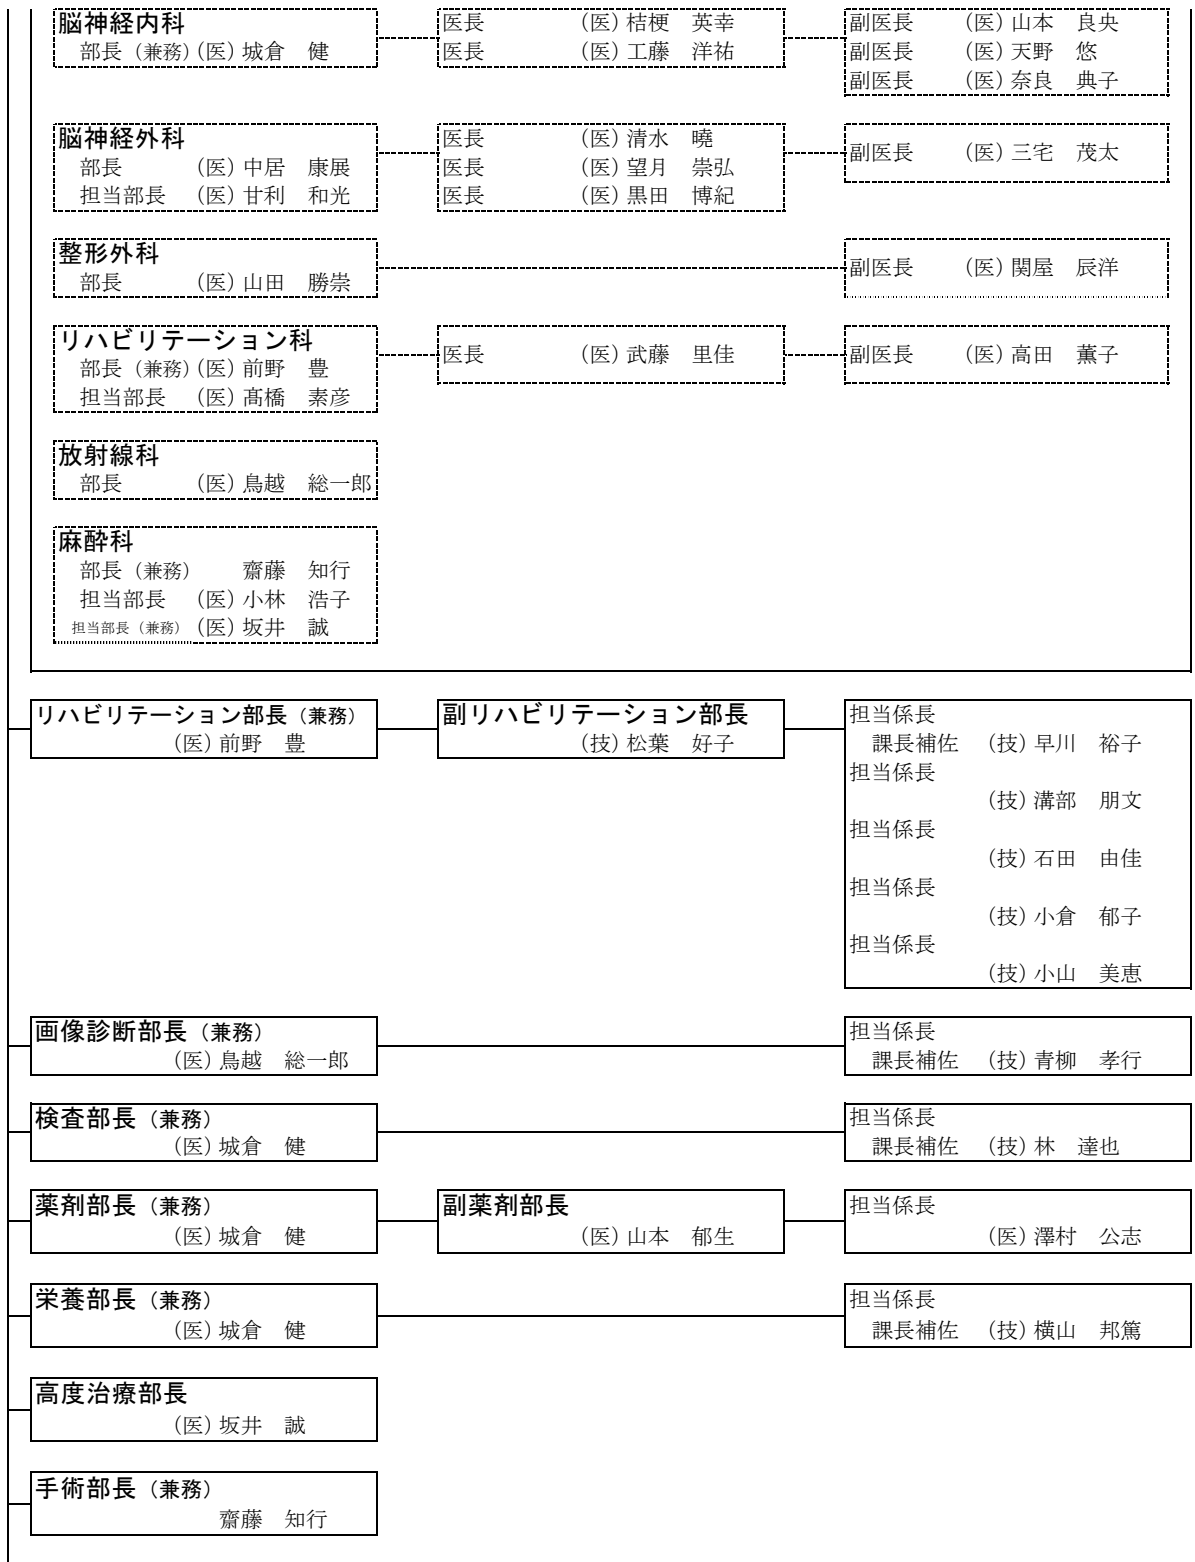 脳神経内科
部長（兼務）（医）城倉　健
医長　（医）桔梗　英幸
医長　（医）工藤　洋祐
副医長　（医）山本　良央
副医長　（医）天野　悠
副医長　（医）奈良　典子
脳神経外科
部長　（医）中居　康展
担当部長　（医）甘利　和光
医長　（医）清水　曉
医長　（医）望月　崇弘
医長　（医）黒田　博紀
副医長　（医）三宅　茂太
整形外科
部長　（医）山田　勝崇
副医長　（医）関屋　辰洋
リハビリテーション科
部長（兼務）（医）前野　豊
担当部長　（医）髙橋　素彦
医長　（医）武藤　里佳
副医長　（医）高田　薫子
放射線科
部長　（医）鳥越　総一郎
麻酔科
部長（兼務）　齋藤　知行
担当部長　（医）小林　浩子
担当部長（兼務）（医）坂井　誠
リハビリテーション部長（兼務）
（医）前野　豊
副リハビリテーション部長
（技）松葉　好子
担当係長
課長補佐　（技）早川　裕子
担当係長
（技）溝部　朋文
担当係長
（技）石田　由佳
担当係長
（技）小倉　郁子
担当係長
（技）小山　美恵
画像診断部長（兼務）
（医）鳥越　総一郎
担当係長
課長補佐　（技）青柳　孝行
検査部長（兼務）
（医）城倉　健
担当係長
課長補佐　（技）林　達也
薬剤部長（兼務）
（医）城倉　健
副薬剤部長
（医）山本　郁生
担当係長
（医）澤村　公志
栄養部長（兼務）
（医）城倉　健
担当係長
課長補佐　（技）横山　邦篤
高度治療部長
（医）坂井　誠
手術部長（兼務）
齋藤　知行